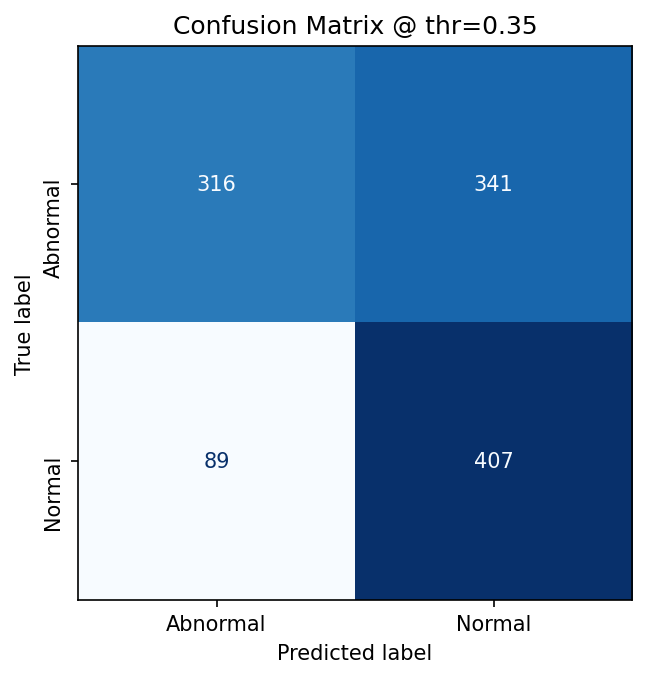 Confusion Matrix @ thr=0.35
True label
Abnormal
316
341
Normal
89
407
Abnormal
Normal
Predicted label